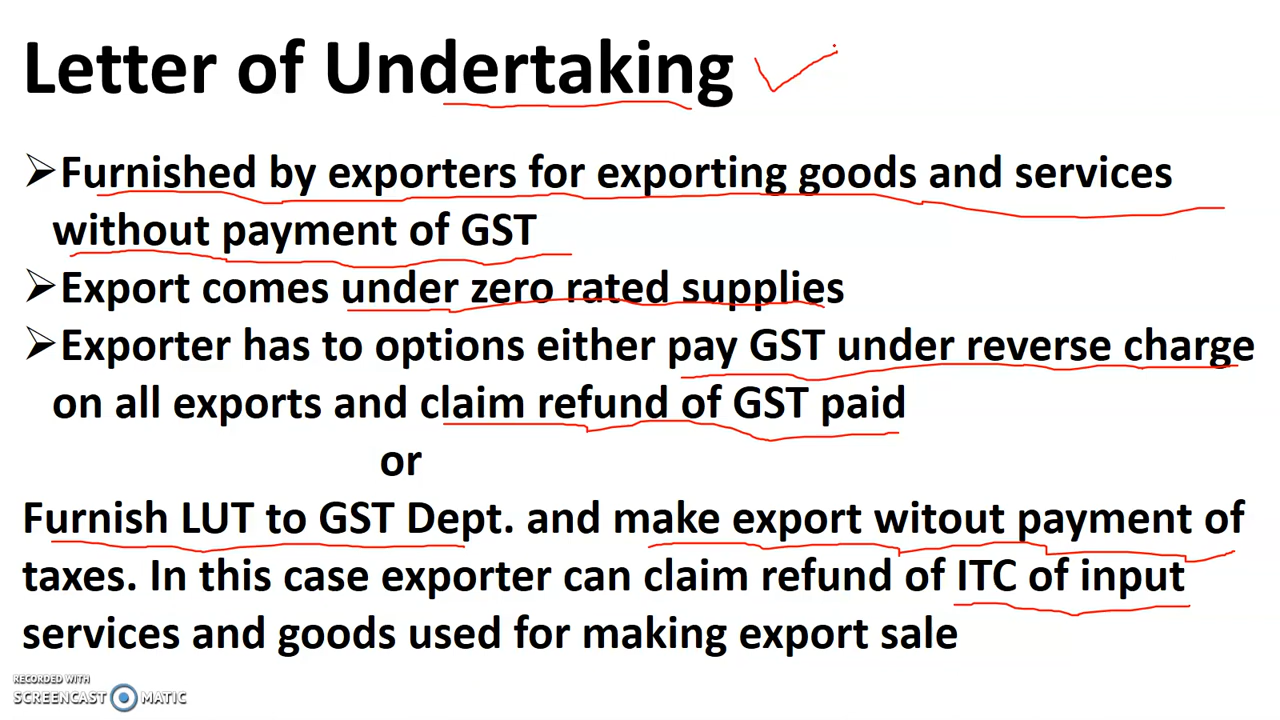 Letter of Undertaking
Furnished by exporters for exporting goods and services
without payment of GST
Export comes under zero rated supplies
Exporter has to options either pay GST under reverse charge
on all exports and claim refund of GST paid
or
Furnish LUT to GST Dept. and make export witout payment of
taxes. In this case exporter can claim refund of ITC of input
services and goods used for making export sale
RECORDED WITH
SCREENCAST MATIC